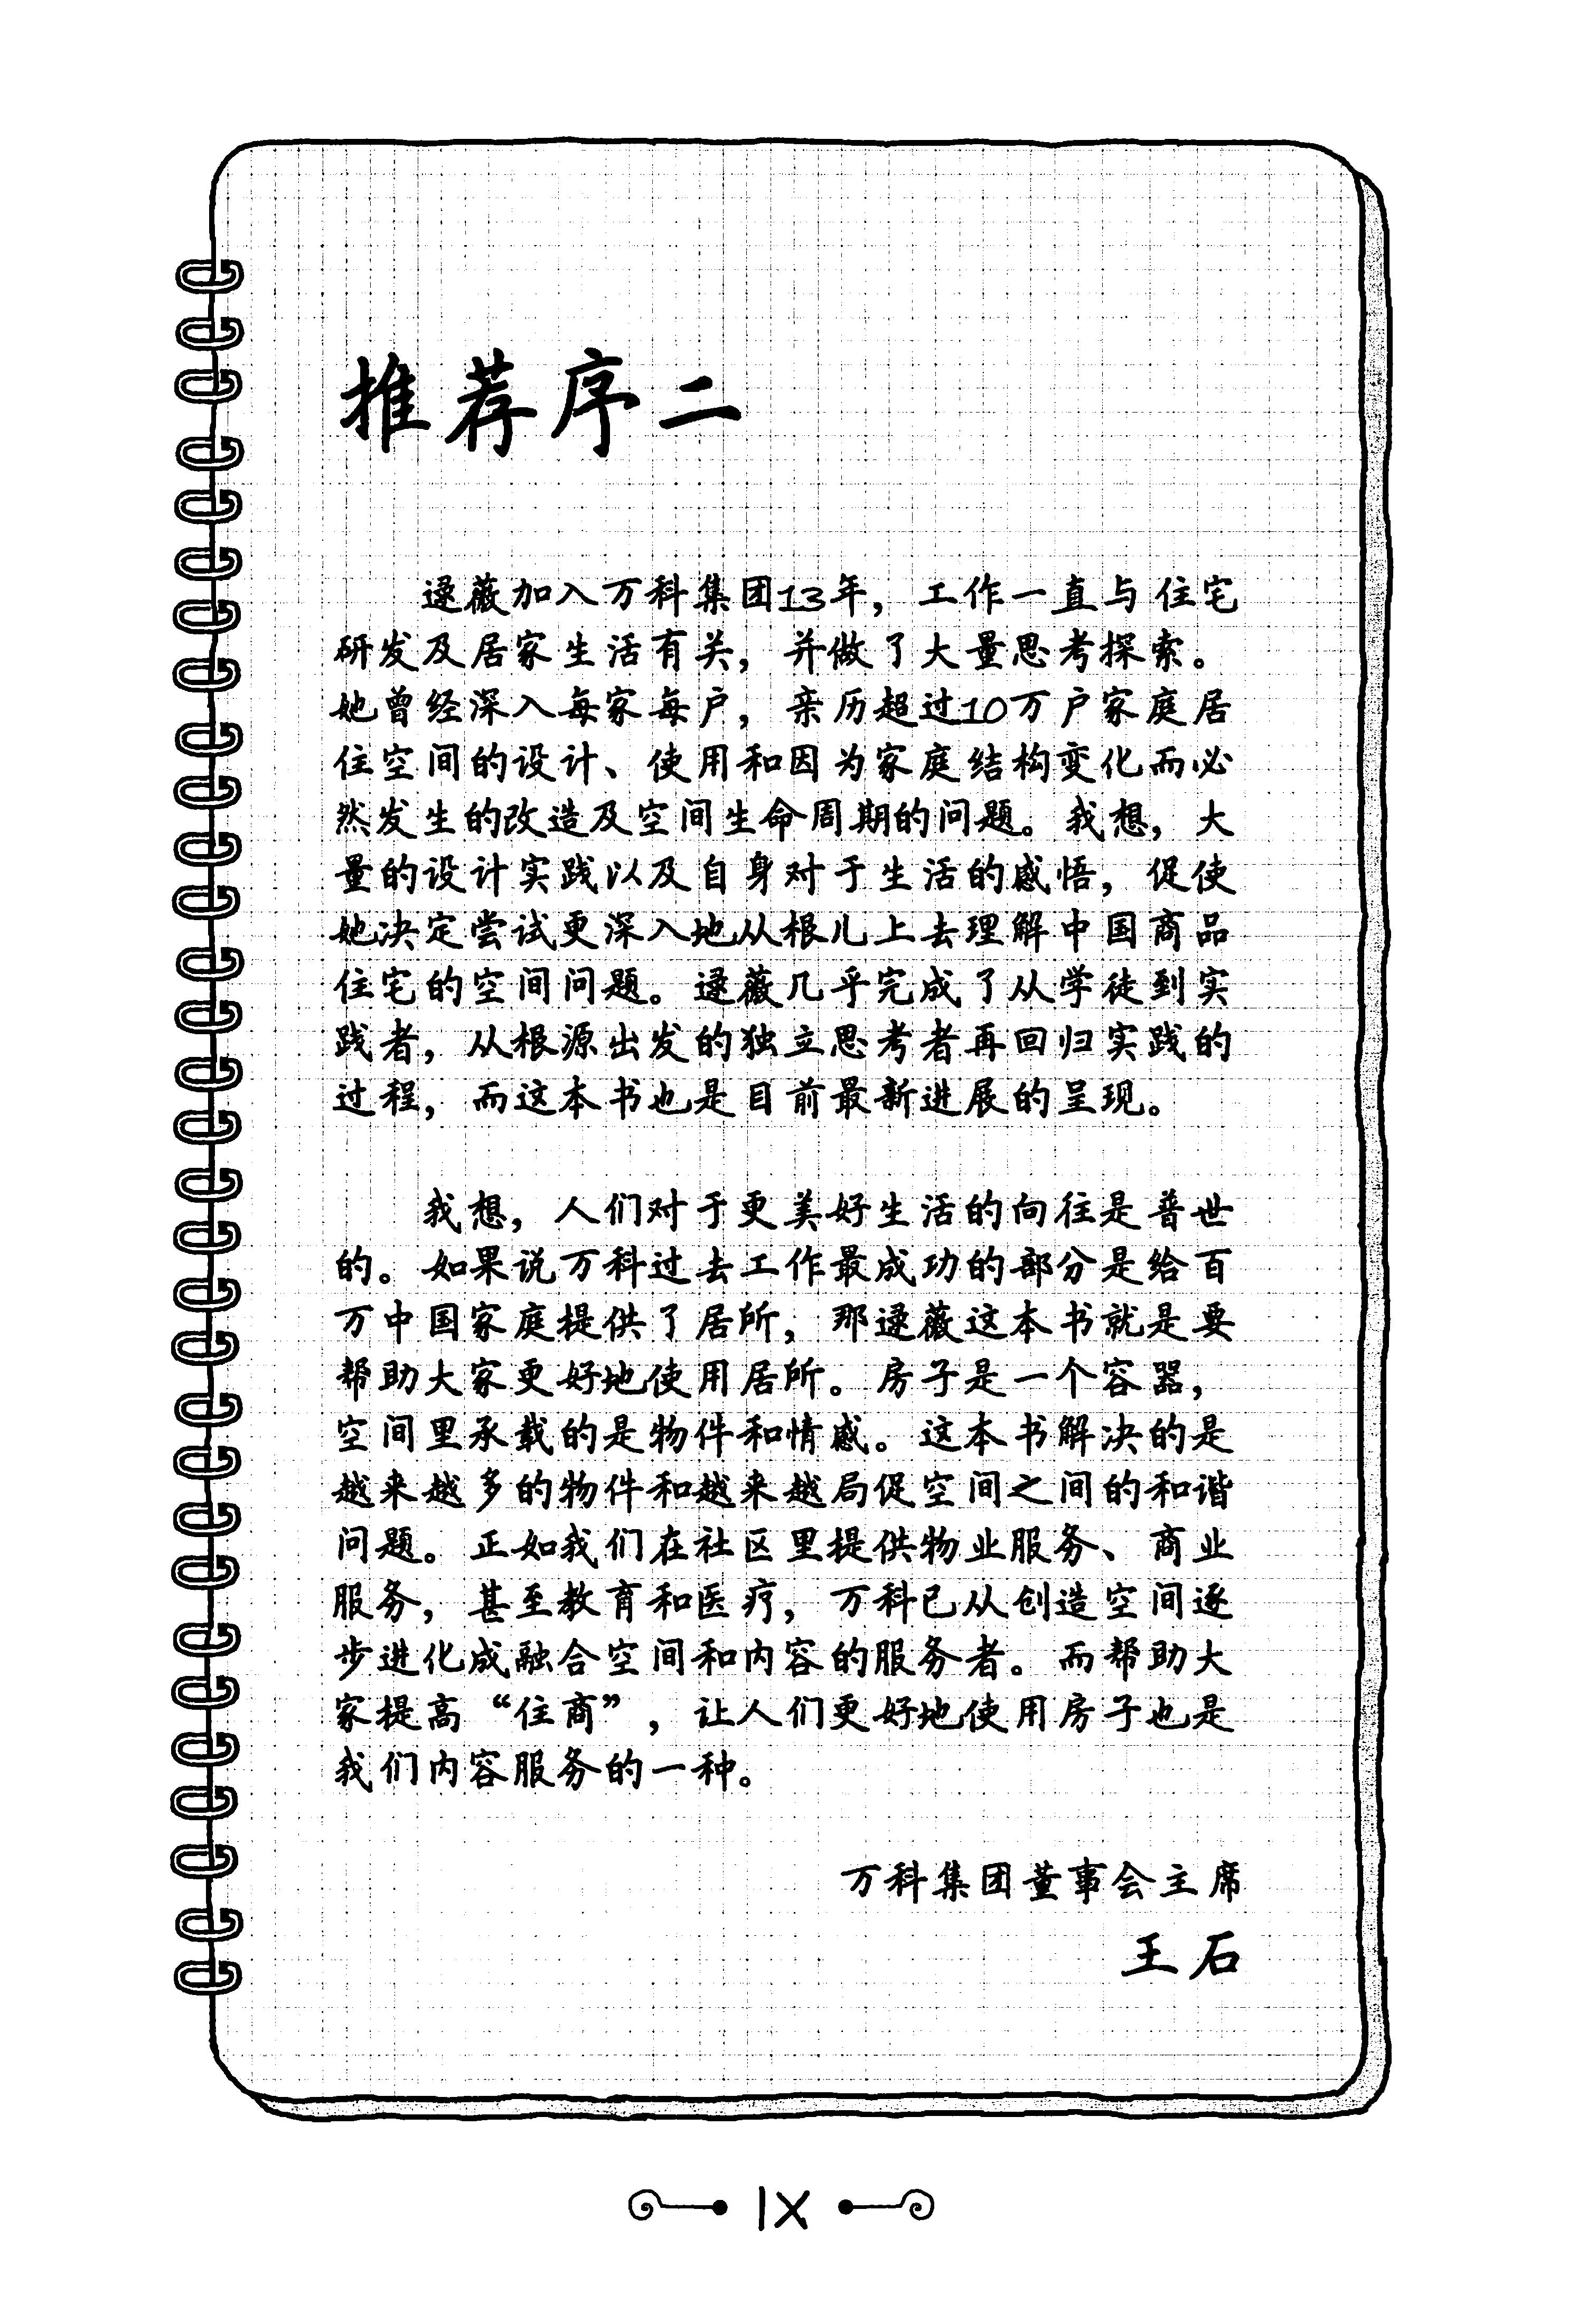 推荐序二
逯薇加入万科集团13年，工作一直与住宅
研发及居家生活有关，并做了大量思考探索。
她曾经深入每家每户，亲历超过10万户家庭居
住空间的设计、使用和因为家庭结构变化而必
然发生的改造及空间生命周期的问题。我想，大
量的设计实践以及自身对于生活的感悟，促使
她决定尝试更深入地从根儿上去理解中国商品
住宅的空间问题。逯薇几乎完成了从学徒到实
践者，从根源出发的独立思考者再回归实践的
过程，而这本书也是目前最新进展的呈现。
我想，人们对于更美好生活的向往是普世
的。如果说万科过去工作最成功的部分是给百
万中国家庭提供了居所，那逯薇这本书就是要
帮助大家更好地使用居所。房子是一个容器，
空间里承载的是物件和情感。这本书解决的是
越来越多的物件和越来越局促空间之间的和谐
问题。正如我们在社区里提供物业服务、商业
服务，甚至教育和医疗，万科已从创造空间逐
步进化成融合空间和内容的服务者。而帮助大
家提高“住商”，让人们更好地使用房子也是
我们内容服务的一种。
万科集团董事会主席
王石
IX